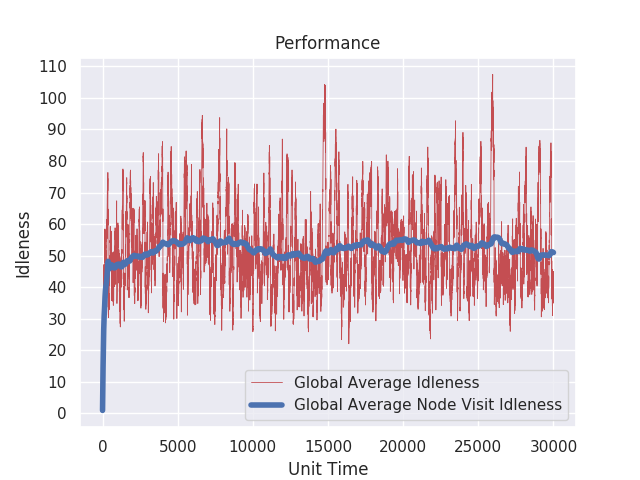 Performance
110
100
90
80
70
60
50
40
30
20
10
0
Idleness
Global Average Idleness
Global Average Node Visit Idleness
0 5000 10000 15000 20000 25000 30000
Unit Time